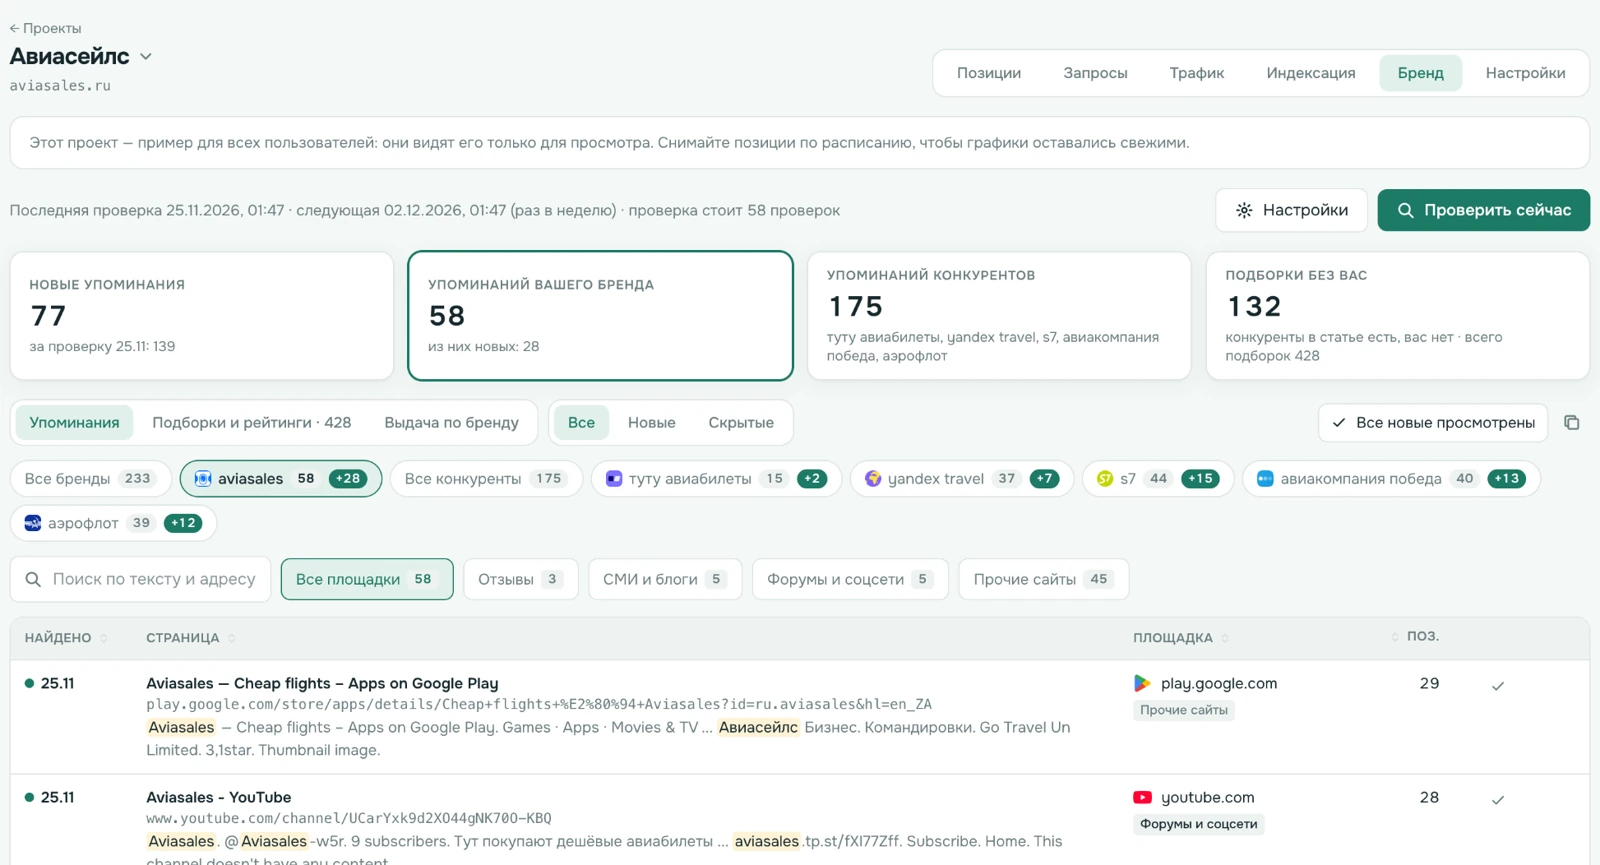 ← Проекты
Авиасейлс
aviasales.ru
Позиции Запросы Трафик Индексация Бренд Настройки
Этот проект — пример для всех пользователей: они видят его только для просмотра. Снимайте позиции по расписанию, чтобы графики оставались свежими.
Последняя проверка 25.11.2026, 01:47 · следующая 02.12.2026, 01:47 (раз в неделю) · проверка стоит 58 проверок
Настройки
Проверить сейчас
НОВЫЕ УПОМИНАНИЯ
77
за проверку 25.11: 139
УПОМИНАНИЙ ВАШЕГО БРЕНДА
58
из них новых: 28
УПОМИНАНИЙ КОНКУРЕНТОВ
175
туту авиабилеты, yandex travel, s7, авиакомпания
победа, аэрофлот
ПОДБОРКИ БЕЗ ВАС
132
конкуренты в статье есть, вас нет · всего
подборок 428
Упоминания Подборки и рейтинги · 428 Выдача по бренду
Все Новые Скрытые
Все новые просмотрены
Все бренды 233 aviasales 58 +28 Все конкуренты 175 туту авиабилеты 15 +2 yandex travel 37 +7 s7 44 +15 авиакомпания победа 40 +13
аэрофлот 39 +12
Поиск по тексту и адресу
Все площадки 58 Отзывы 3 СМИ и блоги 5 Форумы и соцсети 5 Прочие сайты 45
НАЙДЕНО СТРАНИЦА ПЛОЩАДКА ПОЗ.
25.11 Aviasales — Cheap flights – Apps on Google Play play.google.com 29
play.google.com/store/apps/details/Cheap+flights+%E2%80%94+Aviasales?id=ru.aviasales&hl=en_ZA
Прочие сайты
Aviasales — Cheap flights – Apps on Google Play. Games · Apps · Movies & TV ... Авиасейлс Бизнес. Командировки. Go Travel Un
Limited. 3,1star. Thumbnail image.
25.11 Aviasales - YouTube youtube.com 28
www.youtube.com/channel/UCarYxk9d2XO44gNK70O-KBQ
Форумы и соцсети
Aviasales. @Aviasales-w5r. 9 subscribers. Тут покупают дешёвые авиабилеты ... aviasales.tp.st/fXI77Zff. Subscribe. Home. This
channel doesn't have any content